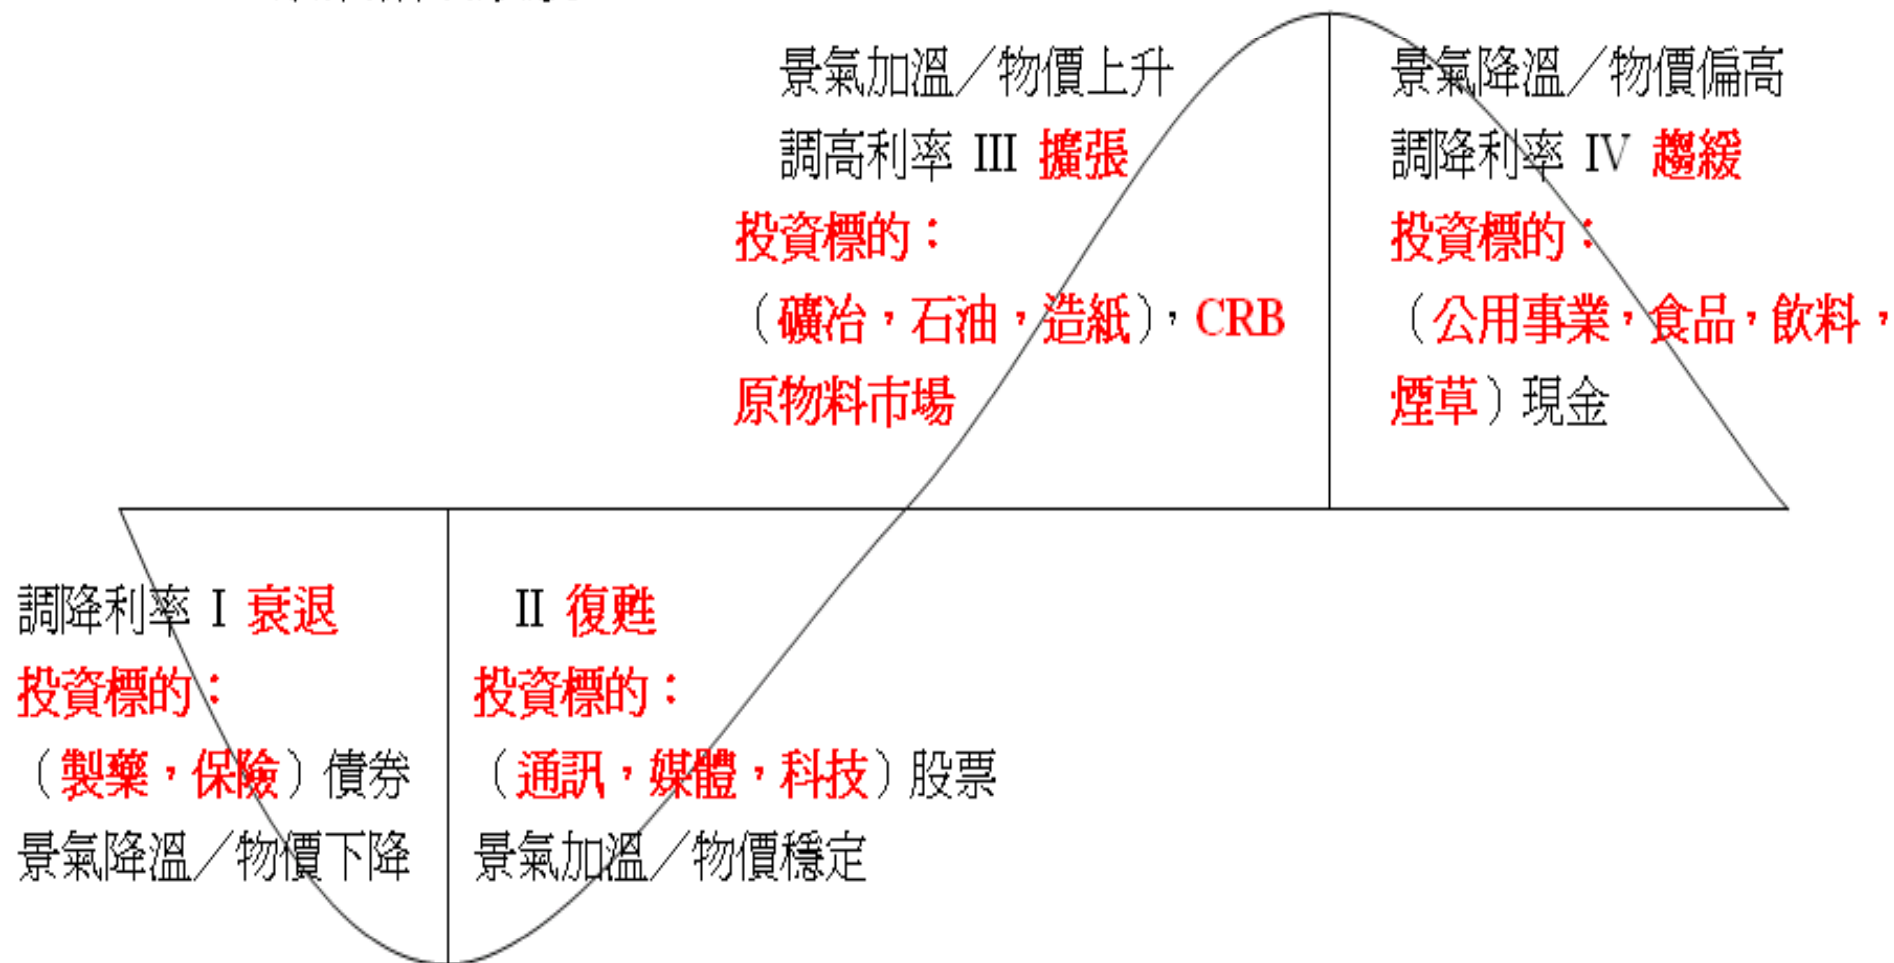 景氣加溫／物價上升
調高利率 III 擴張
投資標的：
（礦冶，石油，造紙），CRB
原物料市場
景氣降溫／物價偏高
調降利率 IV 趨緩
投資標的：
（公用事業，食品，飲料，
煙草）現金
調降利率 I 衰退
投資標的：
（製藥，保險）債券
景氣降溫／物價下降
II 復甦
投資標的：
（通訊，媒體，科技）股票
景氣加溫／物價穩定